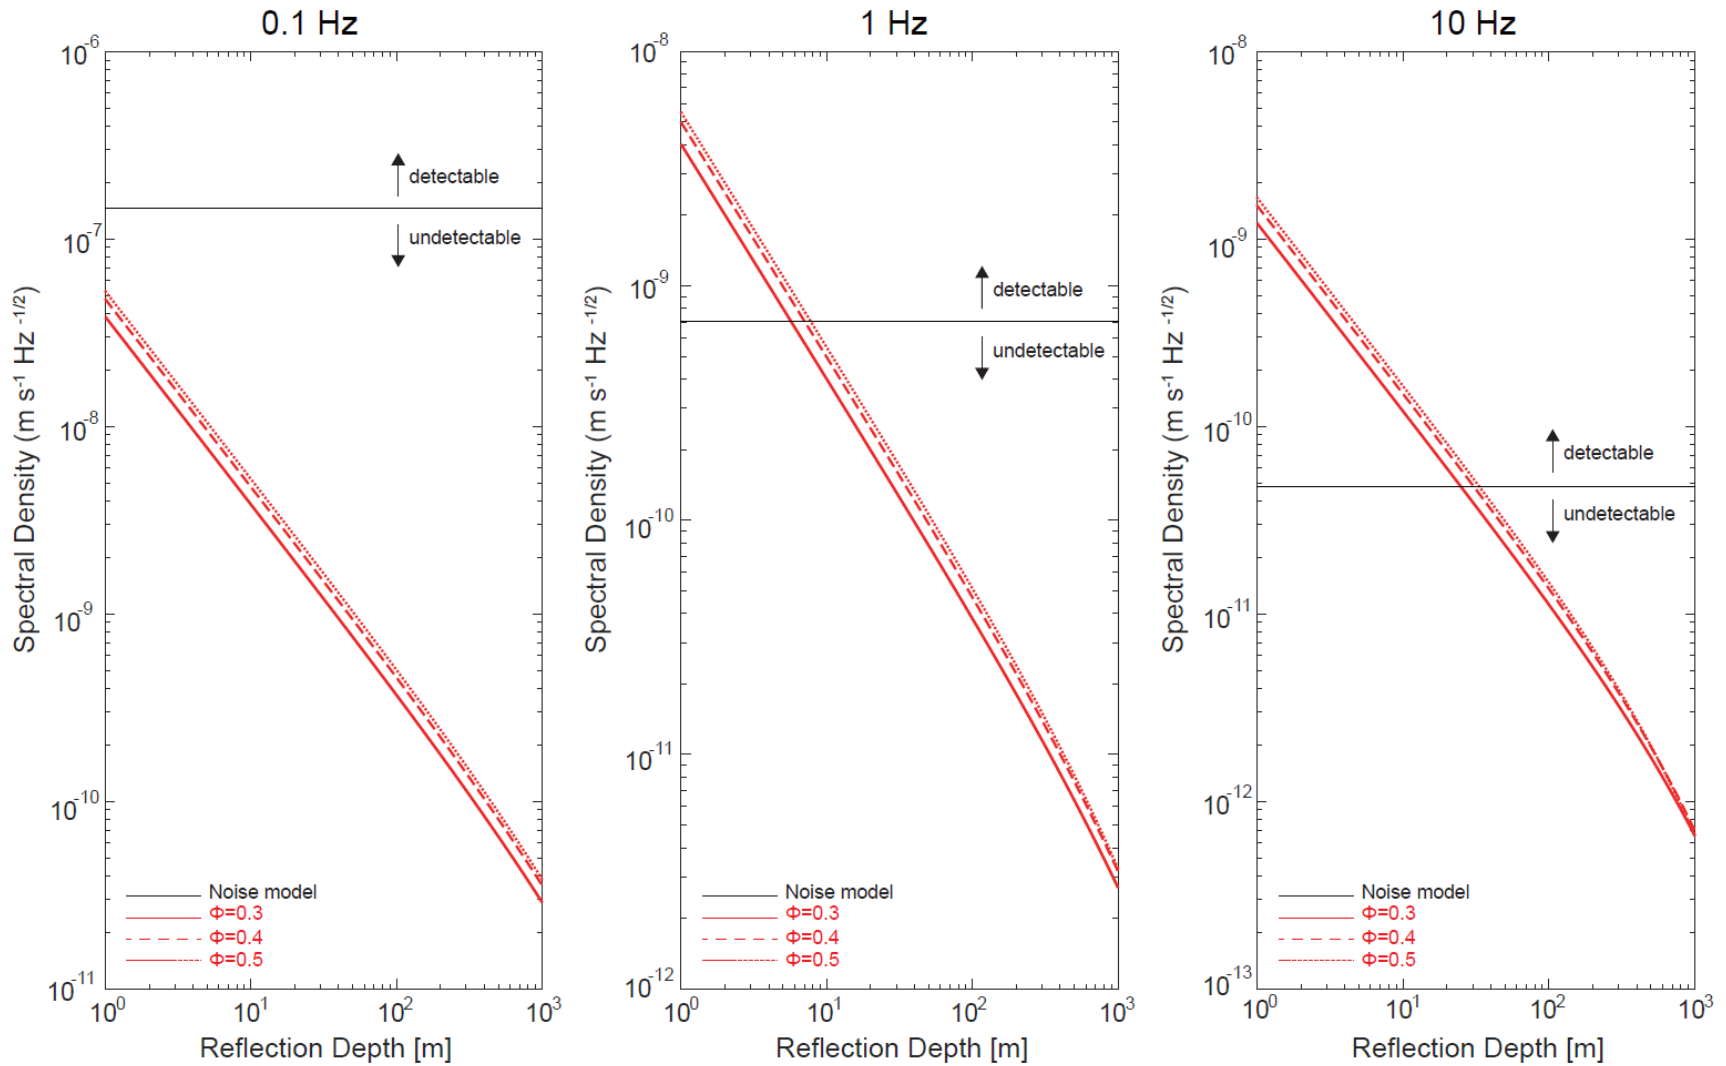 0.1 Hz
10⁻⁶
10⁻⁷
10⁻⁸
10⁻⁹
10⁻¹⁰
10⁻¹¹
Spectral Density (m s⁻¹ Hz ⁻¹/²)
detectable
undetectable
Noise model
Φ=0.3
Φ=0.4
Φ=0.5
10⁰ 10¹ 10² 10³
Reflection Depth [m]
1 Hz
10⁻⁸
10⁻⁹
10⁻¹⁰
10⁻¹¹
10⁻¹²
Spectral Density (m s⁻¹ Hz ⁻¹/²)
detectable
undetectable
Noise model
Φ=0.3
Φ=0.4
Φ=0.5
10⁰ 10¹ 10² 10³
Reflection Depth [m]
10 Hz
10⁻⁸
10⁻⁹
10⁻¹⁰
10⁻¹¹
10⁻¹²
10⁻¹³
Spectral Density (m s⁻¹ Hz ⁻¹/²)
detectable
undetectable
Noise model
Φ=0.3
Φ=0.4
Φ=0.5
10⁰ 10¹ 10² 10³
Reflection Depth [m]